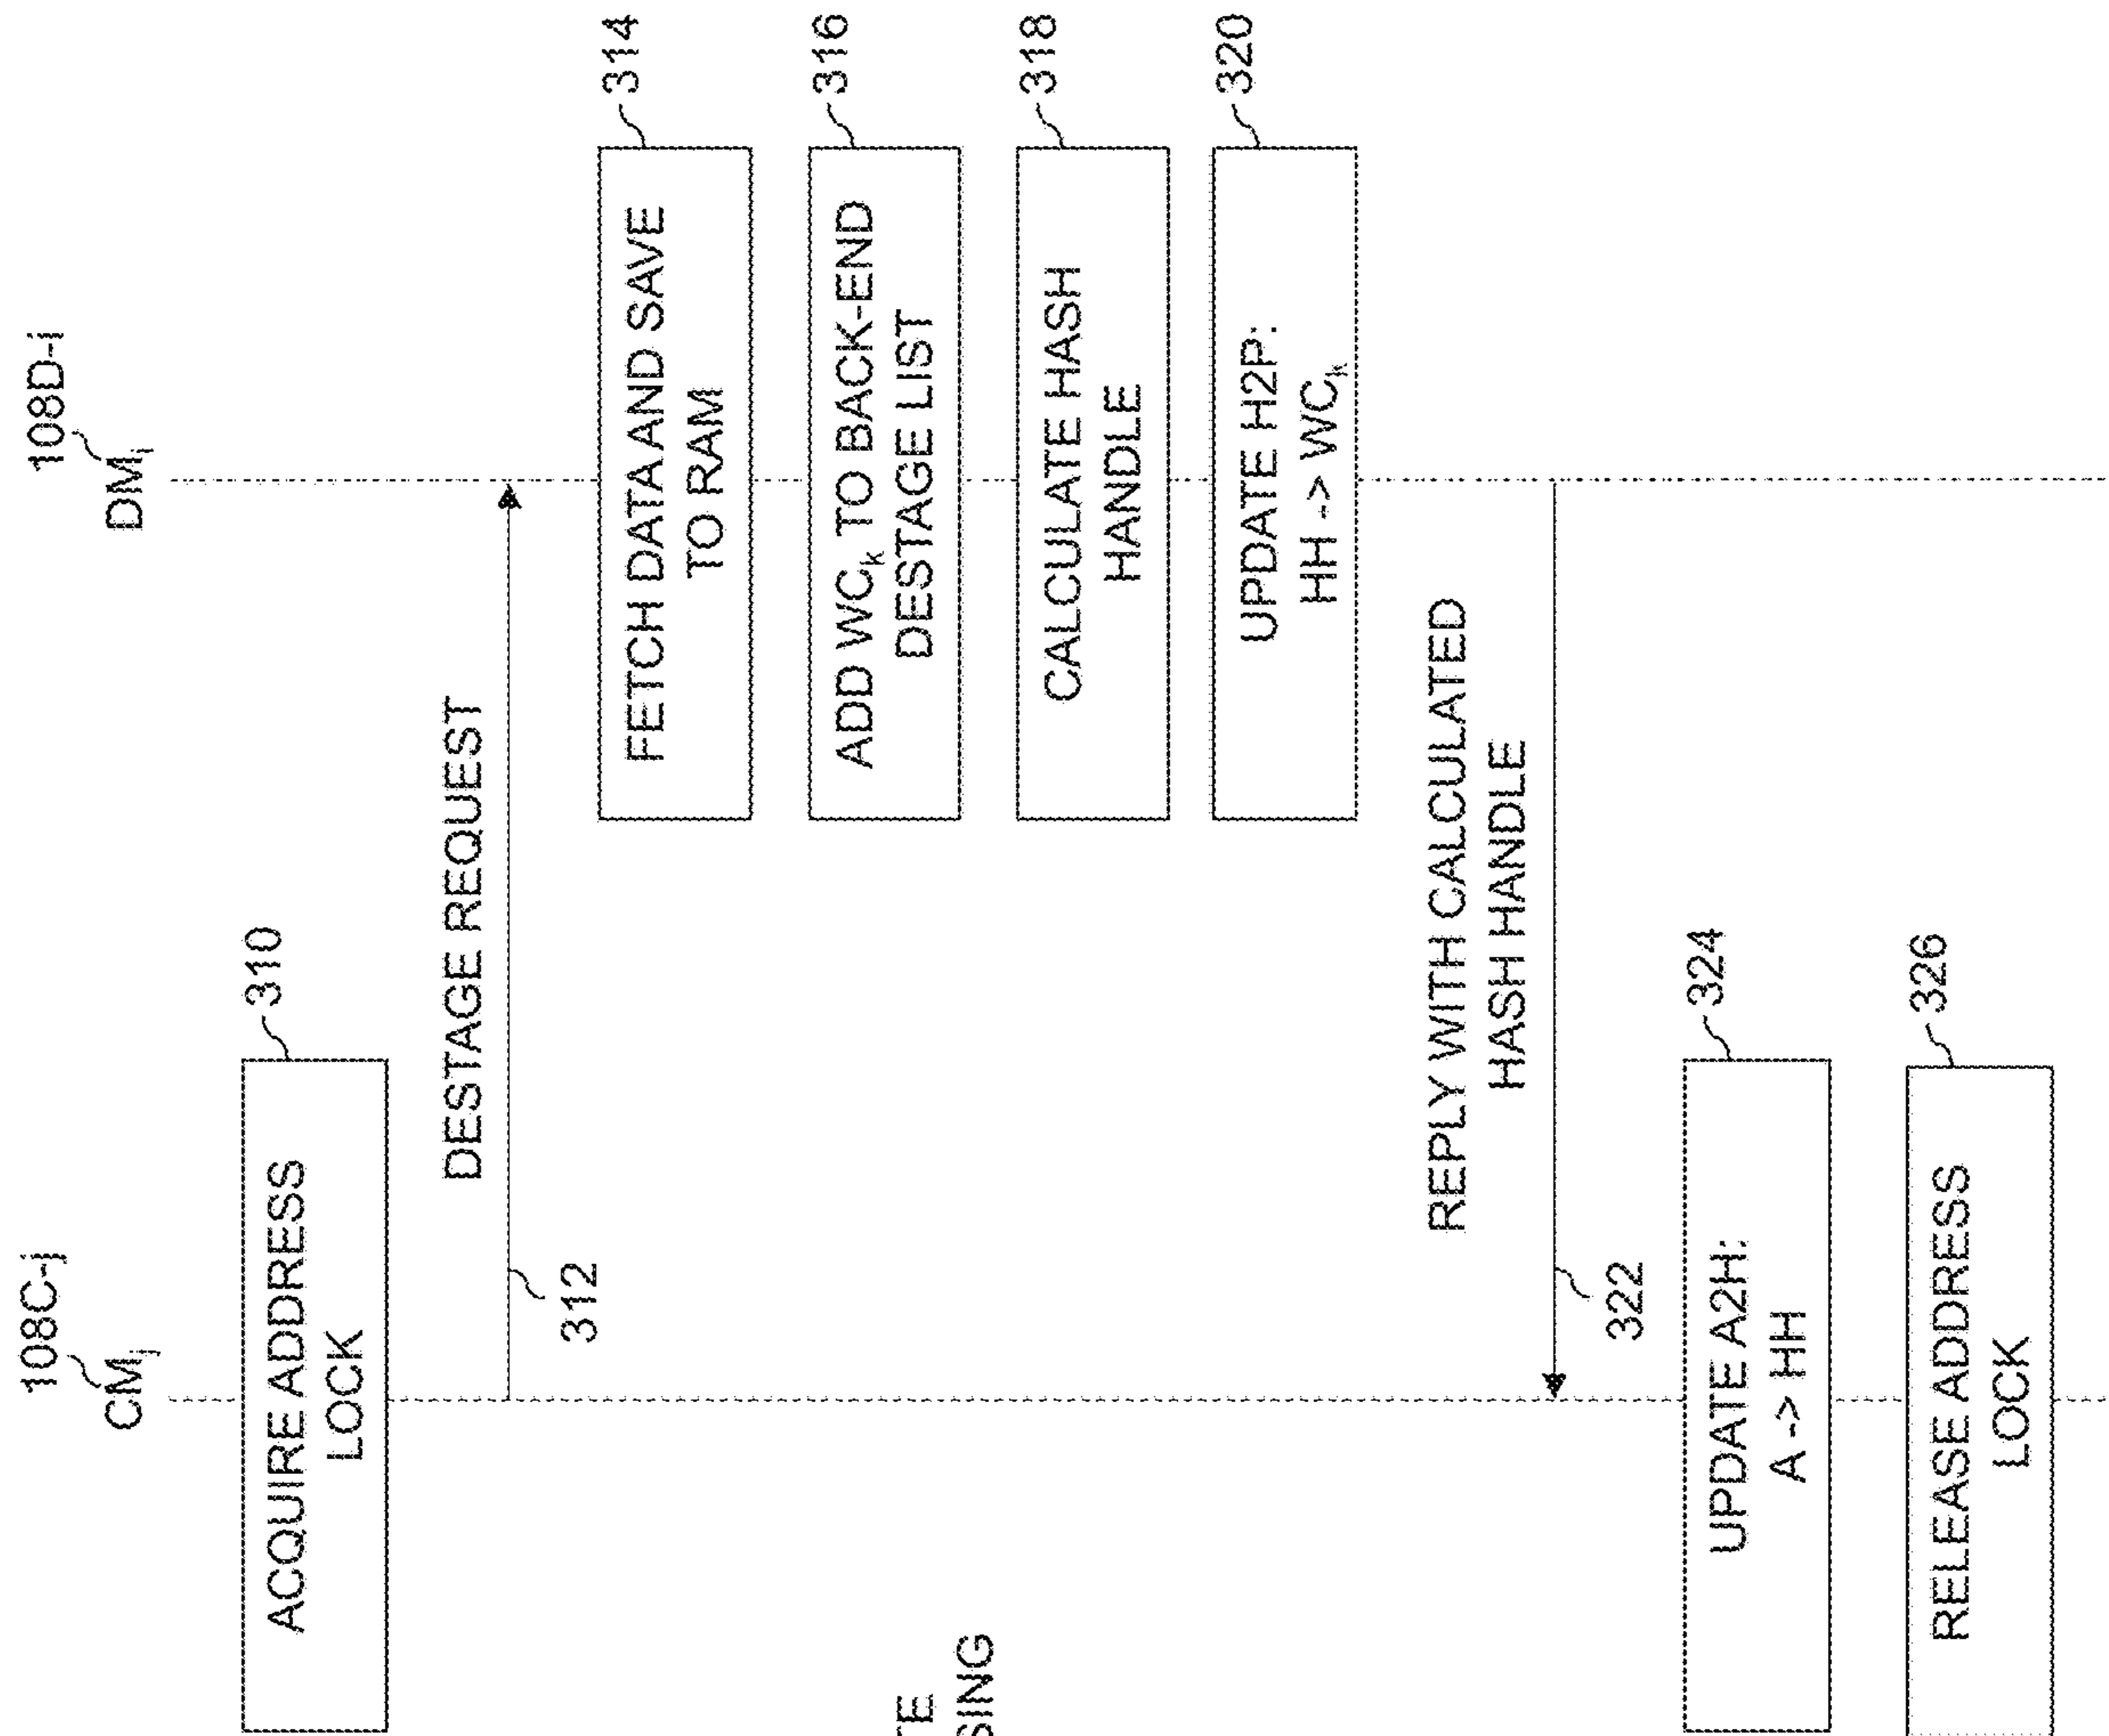 108C-j
CMj
108D-i
DMi
ACQUIRE ADDRESS
LOCK
310
DESTAGE REQUEST
312
FETCH DATA AND SAVE
TO RAM
314
ADD WCk TO BACK-END
DESTAGE LIST
316
CALCULATE HASH
HANDLE
318
UPDATE H2P:
HH -> WCk
320
REPLY WITH CALCULATED
HASH HANDLE
322
UPDATE A2H:
A -> HH
324
RELEASE ADDRESS
LOCK
326